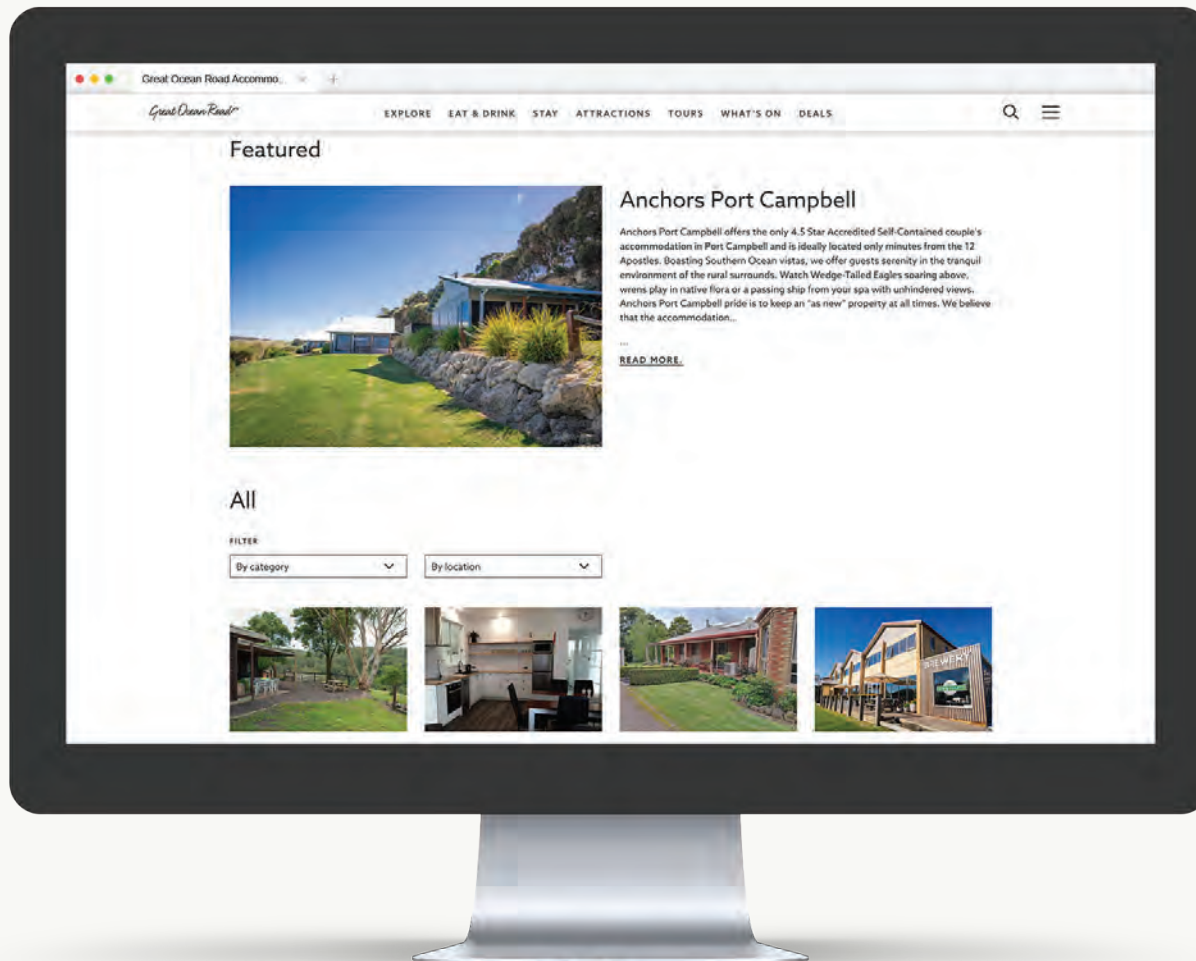 Great Ocean Road Accommo...
Great Ocean Road
EXPLORE EAT & DRINK STAY ATTRACTIONS TOURS WHAT'S ON DEALS
Featured
Anchors Port Campbell
Anchors Port Campbell offers the only 4.5 Star Accredited Self-Contained couple's
accommodation in Port Campbell and is ideally located only minutes from the 12
Apostles. Boasting Southern Ocean vistas, we offer guests serenity in the tranquil
environment of the rural surrounds. Watch Wedge-Tailed Eagles soaring above,
wrens play in native flora or a passing ship from your spa with unhindered views.
Anchors Port Campbell pride is to keep an "as new" property at all times. We believe
that the accommodation...
...
READ MORE.
All
FILTER
By category
By location